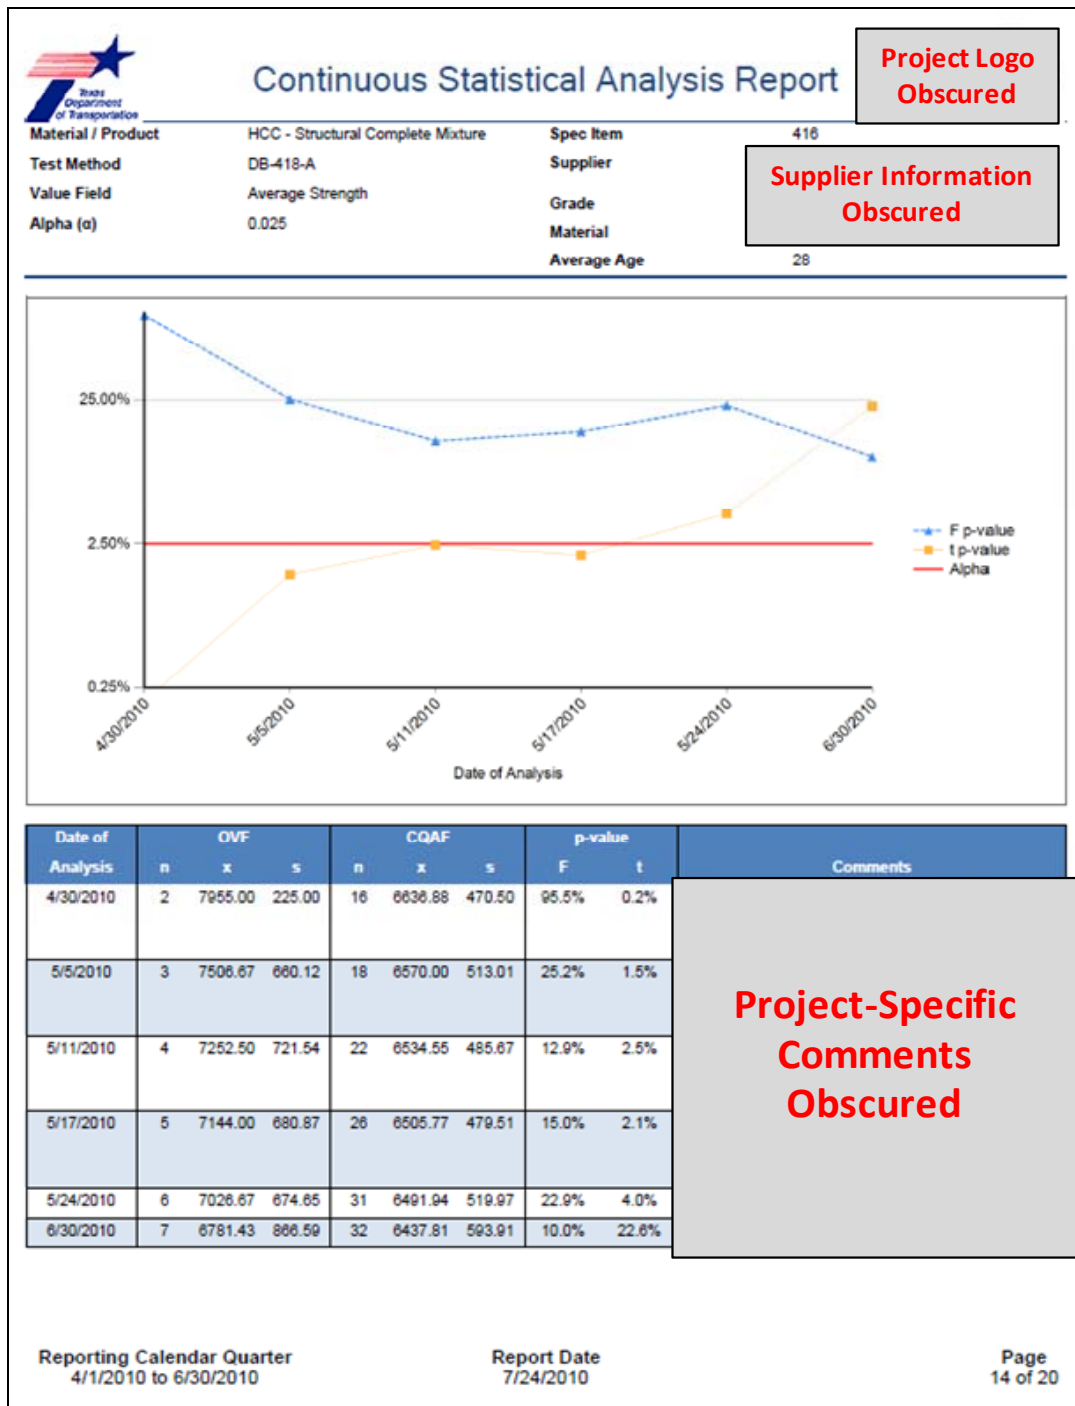 Texas
Department
of Transportation
Continuous Statistical Analysis Report
Project Logo
Obscured
Material / Product HCC - Structural Complete Mixture Spec Item 416
Test Method DB-418-A Supplier
Value Field Average Strength Grade
Alpha (α) 0.025 Material
Average Age 28
Supplier Information
Obscured
25.00%
2.50%
0.25%
F p-value
t p-value
Alpha
4/30/2010 5/5/2010 5/11/2010 5/17/2010 5/24/2010 6/30/2010
Date of Analysis
Date of OVF CQAF p-value
Analysis n x s n x s F t Comments
4/30/2010 2 7955.00 225.00 16 6636.88 470.50 95.5% 0.2%
5/5/2010 3 7506.67 660.12 18 6570.00 513.01 25.2% 1.5%
5/11/2010 4 7252.50 721.54 22 6534.55 485.67 12.9% 2.5%
5/17/2010 5 7144.00 680.87 26 6505.77 479.51 15.0% 2.1%
5/24/2010 6 7026.67 674.65 31 6491.94 519.97 22.9% 4.0%
6/30/2010 7 6781.43 866.59 32 6437.81 593.91 10.0% 22.6%
Project-Specific
Comments
Obscured
Reporting Calendar Quarter Report Date Page
4/1/2010 to 6/30/2010 7/24/2010 14 of 20